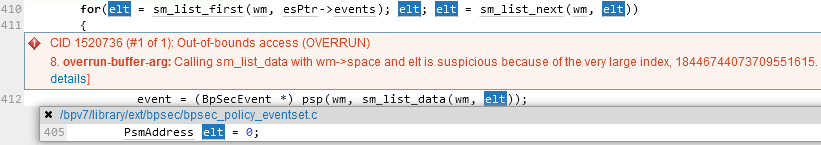 410 for(elt = sm_list_first(wm, esPtr->events); elt; elt = sm_list_next(wm, elt))
411 {
CID 1520736 (#1 of 1): Out-of-bounds access (OVERRUN)
8. overrun-buffer-arg: Calling sm_list_data with wm->space and elt is suspicious because of the very large index, 18446744073709551615.
details]
412 event = (BpSecEvent *) psp(wm, sm_list_data(wm, elt));
/bpv7/library/ext/bpsec/bpsec_policy_eventset.c
405 PsmAddress elt = 0;